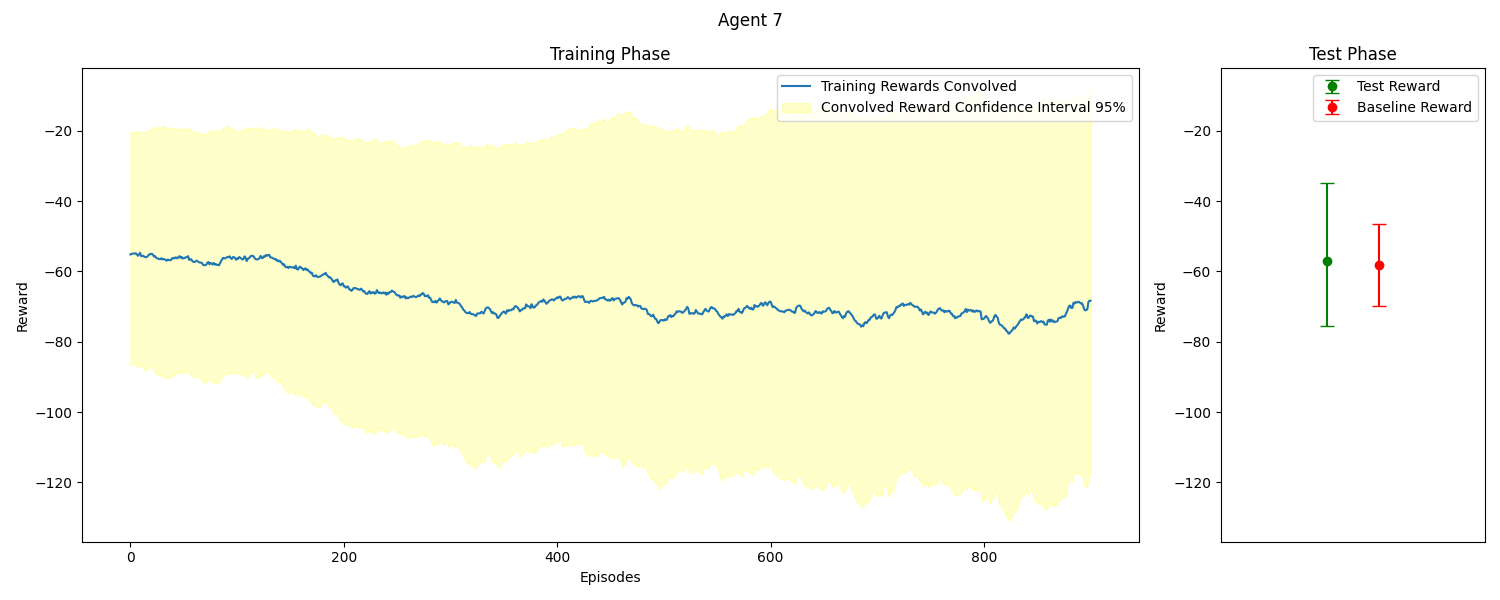 Agent 7
Training Phase
Training Rewards Convolved
Convolved Reward Confidence Interval 95%
Reward
−20
−40
−60
−80
−100
−120
0
200
400
600
800
Episodes
Test Phase
Test Reward
Baseline Reward
Reward
−20
−40
−60
−80
−100
−120